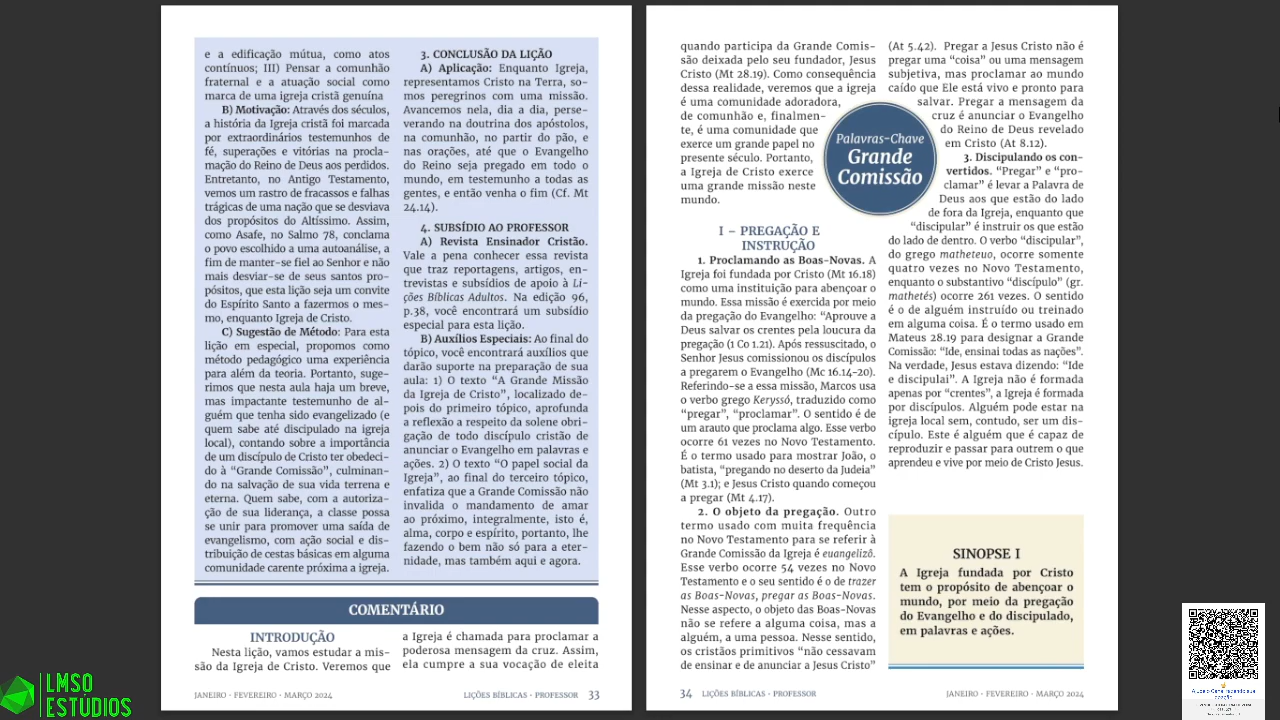 e a edificação mútua, como atos
contínuos; III) Pensar a comunhão
fraternal e a atuação social como
marca de uma igreja cristã genuína
B) Motivação: Através dos séculos,
a história da Igreja cristã foi marcada
por extraordinários testemunhos de
fé, superações e vitórias na procla-
mação do Reino de Deus aos perdidos.
Entretanto, no Antigo Testamento,
vemos um rastro de fracassos e falhas
trágicas de uma nação que se desviava
dos propósitos do Altíssimo. Assim,
como Asafe, no Salmo 78, conclama
o povo escolhido a uma autoanálise, a
fim de manter-se fiel ao Senhor e não
mais desviar-se de seus santos pro-
pósitos, que esta lição seja um convite
do Espírito Santo a fazermos o mes-
mo, enquanto Igreja de Cristo.
C) Sugestão de Método: Para esta
lição em especial, propomos como
método pedagógico uma experiência
para além da teoria. Portanto, suge-
rimos que nesta aula haja um breve,
mas impactante testemunho de al-
guém que tenha sido evangelizado (e
quem sabe até discipulado na igreja
local), contando sobre a importância
de um discípulo de Cristo ter obedeci-
do à “Grande Comissão”, culminan-
do na salvação de sua vida terrena e
eterna. Quem sabe, com a autoriza-
ção de sua liderança, a classe possa
se unir para promover uma saída de
evangelismo, com ação social e dis-
tribuição de cestas básicas em alguma
comunidade carente próxima a igreja.
3. CONCLUSÃO DA LIÇÃO
A) Aplicação: Enquanto Igreja,
representamos Cristo na Terra, so-
mos peregrinos com uma missão.
Avancemos nela, dia a dia, perse-
verando na doutrina dos apóstolos,
na comunhão, no partir do pão, e
nas orações, até que o Evangelho
do Reino seja pregado em todo o
mundo, em testemunho a todas as
gentes, e então venha o fim (Cf. Mt
24.14).
4. SUBSÍDIO AO PROFESSOR
A) Revista Ensinador Cristão.
Vale a pena conhecer essa revista
que traz reportagens, artigos, en-
trevistas e subsídios de apoio à Li-
ções Bíblicas Adultos. Na edição 96,
p.38, você encontrará um subsídio
especial para esta lição.
B) Auxílios Especiais: Ao final do
tópico, você encontrará auxílios que
darão suporte na preparação de sua
aula: 1) O texto “A Grande Missão
da Igreja de Cristo”, localizado de-
pois do primeiro tópico, aprofunda
a reflexão a respeito da solene obri-
gação de todo discípulo cristão de
anunciar o Evangelho em palavras e
ações. 2) O texto “O papel social da
Igreja”, ao final do terceiro tópico,
enfatiza que a Grande Comissão não
invalida o mandamento de amar
ao próximo, integralmente, isto é,
alma, corpo e espírito, portanto, lhe
fazendo o bem não só para a eter-
nidade, mas também aqui e agora.
COMENTÁRIO
INTRODUÇÃO
Nesta lição, vamos estudar a mis-
são da Igreja de Cristo. Veremos que
a Igreja é chamada para proclamar a
poderosa mensagem da cruz. Assim,
ela cumpre a sua vocação de eleita
JANEIRO · FEVEREIRO · MARÇO 2024
LIÇÕES BÍBLICAS · PROFESSOR 33
quando participa da Grande Comis-
são deixada pelo seu fundador, Jesus
Cristo (Mt 28.19). Como consequência
dessa realidade, veremos que a igreja
é uma comunidade adoradora,
de comunhão e, finalmen-
te, é uma comunidade que
exerce um grande papel no
presente século. Portanto,
a Igreja de Cristo exerce
uma grande missão neste
mundo.
I – PREGAÇÃO E
INSTRUÇÃO
1. Proclamando as Boas-Novas. A
Igreja foi fundada por Cristo (Mt 16.18)
como uma instituição para abençoar o
mundo. Essa missão é exercida por meio
da pregação do Evangelho: “Aprouve a
Deus salvar os crentes pela loucura da
pregação (1 Co 1.21). Após ressuscitado, o
Senhor Jesus comissionou os discípulos
a pregarem o Evangelho (Mc 16.14-20).
Referindo-se a essa missão, Marcos usa
o verbo grego Keryssó, traduzido como
“pregar”, “proclamar”. O sentido é de
um arauto que proclama algo. Esse verbo
ocorre 61 vezes no Novo Testamento.
É o termo usado para mostrar João, o
batista, “pregando no deserto da Judeia”
(Mt 3.1); e Jesus Cristo quando começou
a pregar (Mt 4.17).
2. O objeto da pregação. Outro
termo usado com muita frequência
no Novo Testamento para se referir à
Grande Comissão da Igreja é euangelizô.
Esse verbo ocorre 54 vezes no Novo
Testamento e o seu sentido é o de trazer
as Boas-Novas, pregar as Boas-Novas.
Nesse aspecto, o objeto das Boas-Novas
não se refere a alguma coisa, mas a
alguém, a uma pessoa. Nesse sentido,
os cristãos primitivos “não cessavam
de ensinar e de anunciar a Jesus Cristo”
Palavras-Chave
Grande
Comissão
(At 5.42). Pregar a Jesus Cristo não é
pregar uma “coisa” ou uma mensagem
subjetiva, mas proclamar ao mundo
caído que Ele está vivo e pronto para
salvar. Pregar a mensagem da
cruz é anunciar o Evangelho
do Reino de Deus revelado
em Cristo (At 8.12).
3. Discipulando os con-
vertidos. “Pregar” e “pro-
clamar” é levar a Palavra de
Deus aos que estão do lado
de fora da Igreja, enquanto que
“discipular” é instruir os que estão
do lado de dentro. O verbo “discipular”,
do grego matheteuo, ocorre somente
quatro vezes no Novo Testamento,
enquanto o substantivo “discípulo” (gr.
mathetés) ocorre 261 vezes. O sentido
é o de alguém instruído ou treinado
em alguma coisa. É o termo usado em
Mateus 28.19 para designar a Grande
Comissão: “Ide, ensinai todas as nações”.
Na verdade, Jesus estava dizendo: “Ide
e discipulai”. A Igreja não é formada
apenas por “crentes”, a Igreja é formada
por discípulos. Alguém pode estar na
igreja local sem, contudo, ser um dis-
cípulo. Este é alguém que é capaz de
reproduzir e passar para outrem o que
aprendeu e vive por meio de Cristo Jesus.
SINOPSE I
A Igreja fundada por Cristo
tem o propósito de abençoar o
mundo, por meio da pregação
do Evangelho e do discipulado,
em palavras e ações.
34 LIÇÕES BÍBLICAS · PROFESSOR
JANEIRO · FEVEREIRO · MARÇO 2024
LMSO
ESTÚDIOS